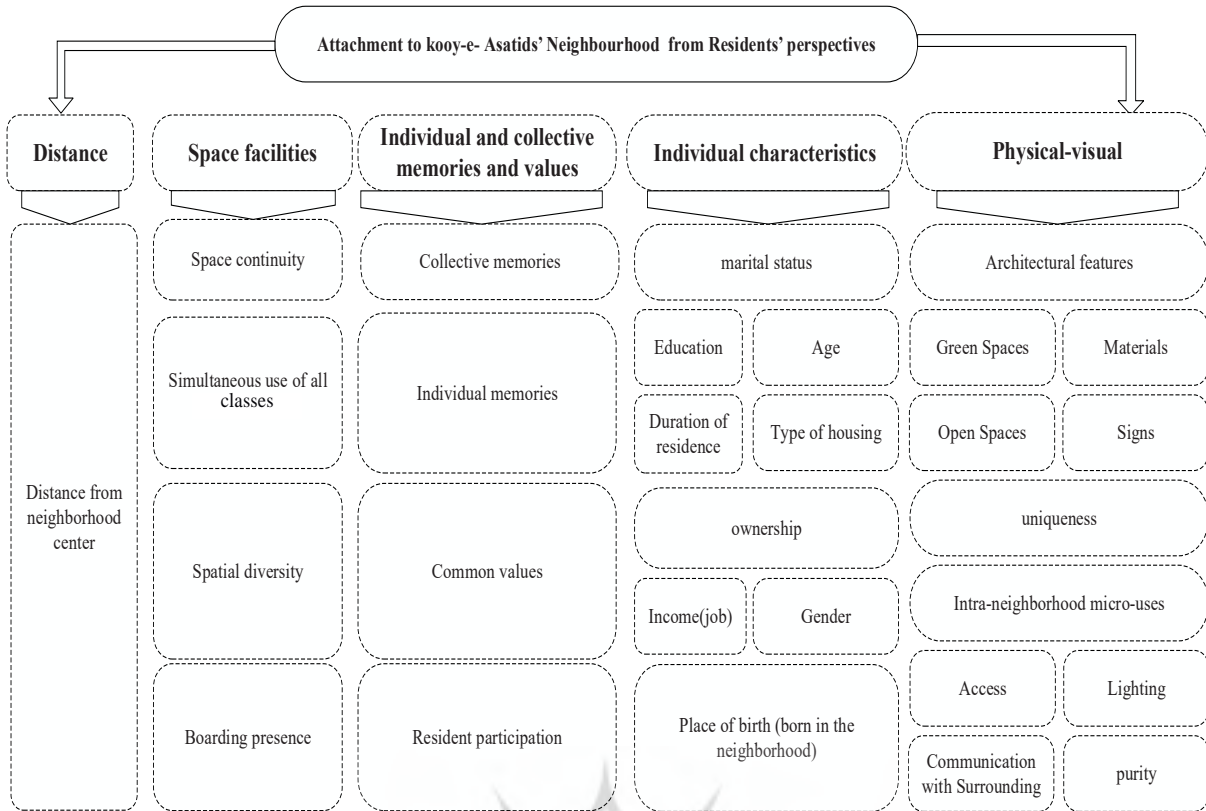 Attachment to kooy-e- Asatids’ Neighbourhood from Residents’ perspectives
Distance
Space facilities
Individual and collective
memories and values
Individual characteristics
Physical-visual
Distance from
neighborhood
center
Space continuity
Simultaneous use of all
classes
Spatial diversity
Boarding presence
Collective memories
Individual memories
Common values
Resident participation
marital status
Education
Age
Duration of
residence
Type of housing
ownership
Income(job)
Gender
Place of birth (born in the
neighborhood)
Architectural features
Green Spaces
Materials
Open Spaces
Signs
uniqueness
Intra-neighborhood micro-uses
Access
Lighting
Communication
with Surrounding
purity